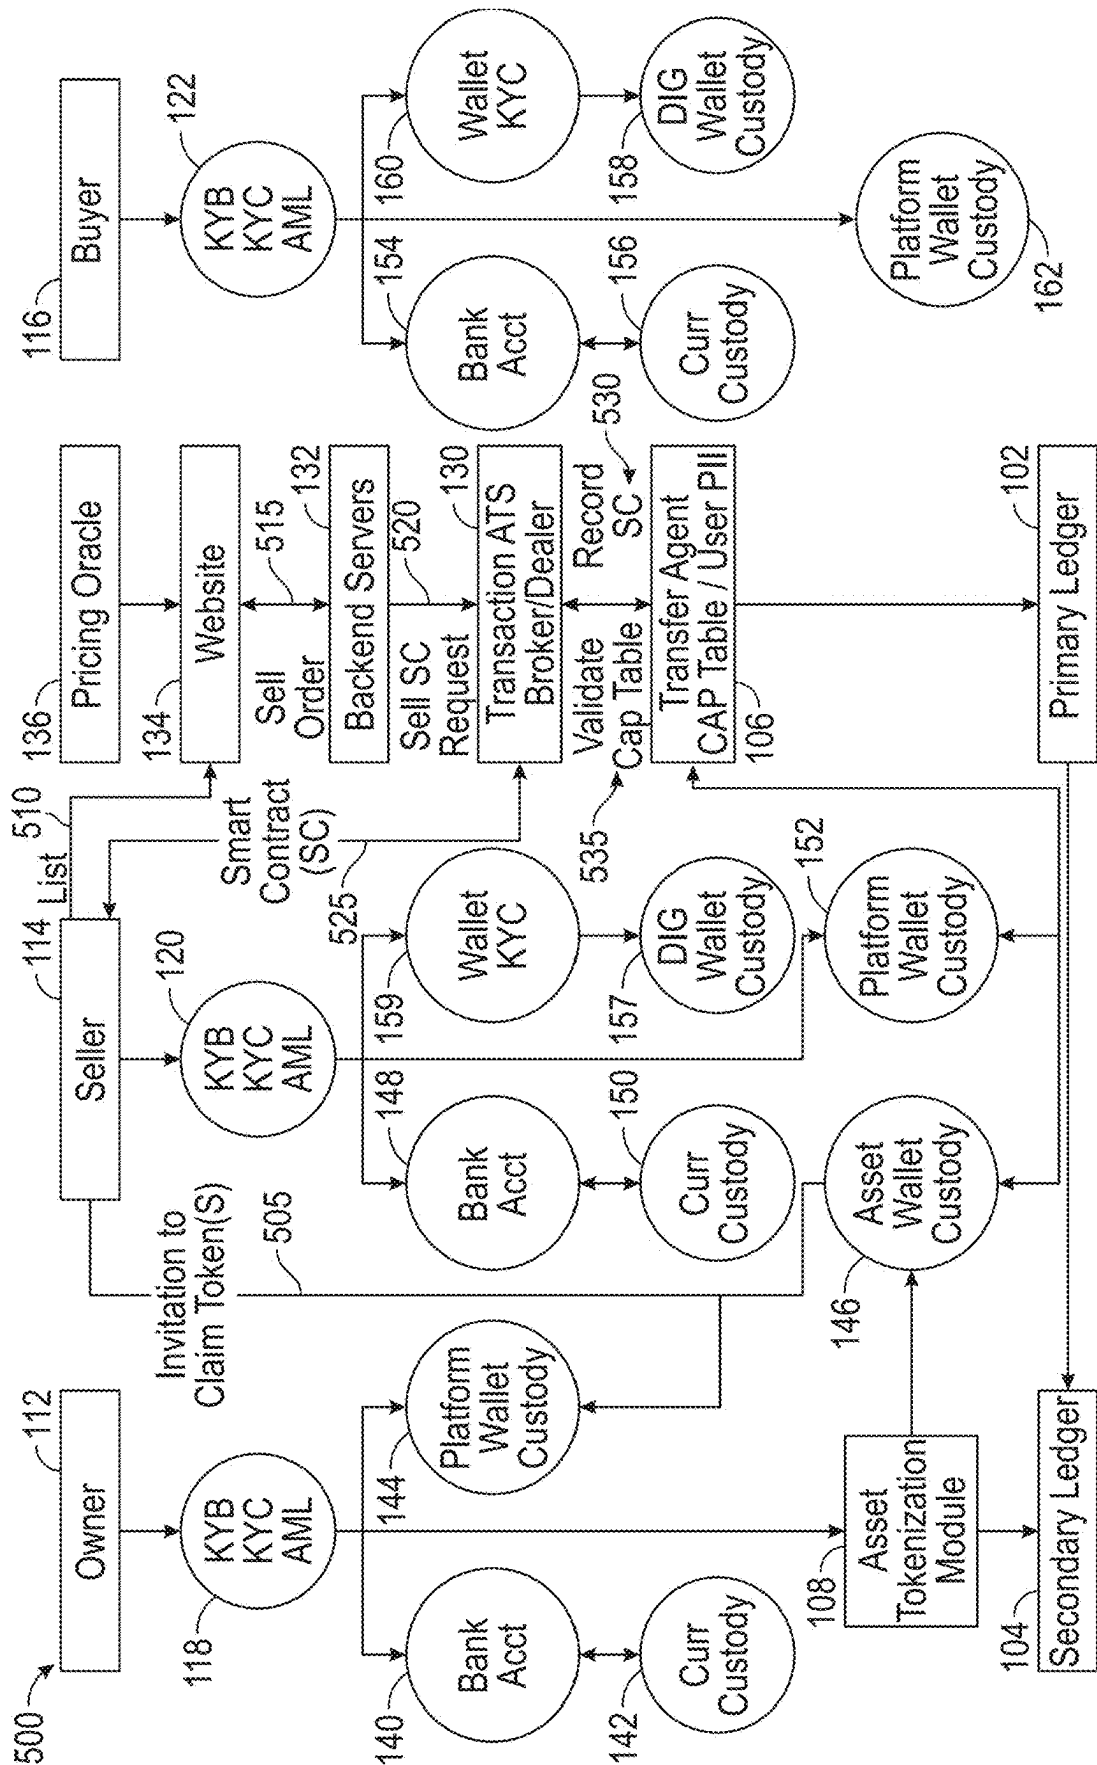 500
Owner
112
Invitation to
Claim Token(S)
505
Seller
114
List
510
136
Pricing Oracle
116
Buyer
118
KYB
KYC
AML
120
KYB
KYC
AML
Smart
Contract
(SC)
525
134
Website
Sell
Order
515
122
KYB
KYC
AML
140
Bank
Acct
144
Platform
Wallet
Custody
148
Bank
Acct
159
Wallet
KYC
Backend Servers
132
Sell SC
Request
520
Transaction ATS
Broker/Dealer
130
154
Bank
Acct
160
Wallet
KYC
142
Curr
Custody
150
Curr
Custody
157
DIG
Wallet
Custody
535
Validate
Cap Table
Record
SC
530
Transfer Agent
CAP Table / User PII
106
156
Curr
Custody
158
DIG
Wallet
Custody
108
Asset
Tokenization
Module
146
Asset
Wallet
Custody
152
Platform
Wallet
Custody
Platform
Wallet
Custody
162
104
Secondary Ledger
Primary Ledger
102